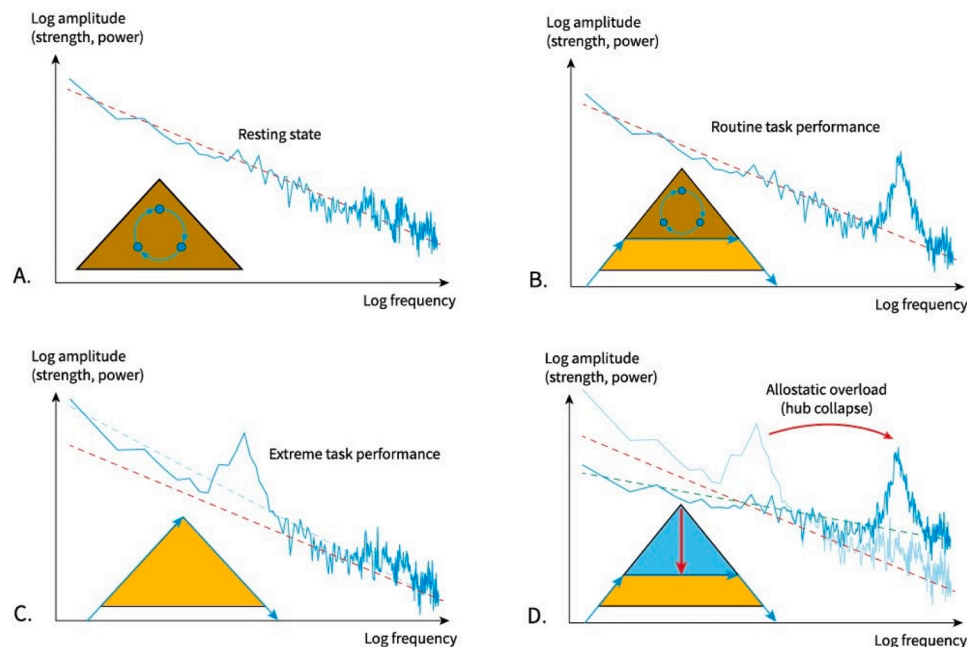 Log amplitude
(strength, power)
Resting state
A.
Log frequency
Log amplitude
(strength, power)
Routine task performance
B.
Log frequency
Log amplitude
(strength, power)
Extreme task performance
C.
Log frequency
Log amplitude
(strength, power)
Allostatic overload
(hub collapse)
D.
Log frequency